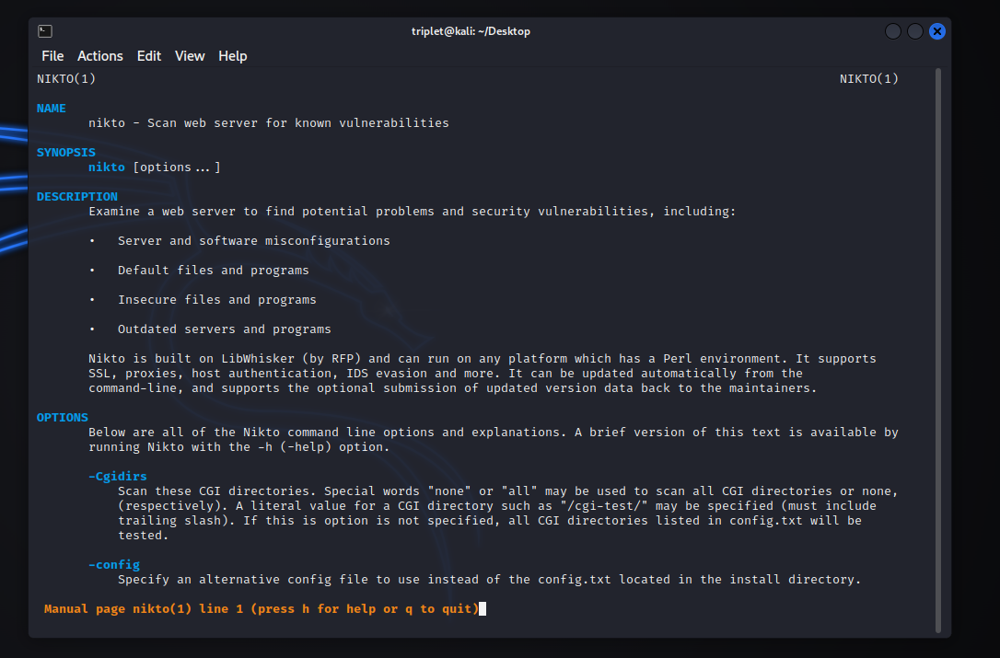 triplet@kali: ~/Desktop
File Actions Edit View Help
NIKTO(1) NIKTO(1)
NAME
nikto - Scan web server for known vulnerabilities
SYNOPSIS
nikto [options...]
DESCRIPTION
Examine a web server to find potential problems and security vulnerabilities, including:
• Server and software misconfigurations
• Default files and programs
• Insecure files and programs
• Outdated servers and programs
Nikto is built on LibWhisker (by RFP) and can run on any platform which has a Perl environment. It supports
SSL, proxies, host authentication, IDS evasion and more. It can be updated automatically from the
command-line, and supports the optional submission of updated version data back to the maintainers.
OPTIONS
Below are all of the Nikto command line options and explanations. A brief version of this text is available by
running Nikto with the -h (-help) option.
-Cgidirs
Scan these CGI directories. Special words "none" or "all" may be used to scan all CGI directories or none,
(respectively). A literal value for a CGI directory such as "/cgi-test/" may be specified (must include
trailing slash). If this is option is not specified, all CGI directories listed in config.txt will be
tested.
-config
Specify an alternative config file to use instead of the config.txt located in the install directory.
Manual page nikto(1) line 1 (press h for help or q to quit)